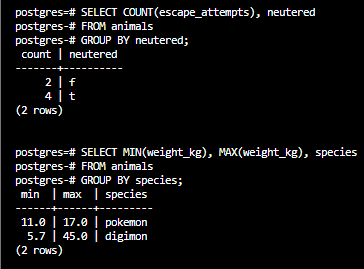 postgres=# SELECT COUNT(escape_attempts), neutered
postgres-# FROM animals
postgres-# GROUP BY neutered;
 count | neutered
-------+----------
     2 | f
     4 | t
(2 rows)
postgres=# SELECT MIN(weight_kg), MAX(weight_kg), species
postgres-# FROM animals
postgres-# GROUP BY species;
 min  | max  | species
------+------+---------
 11.0 | 17.0 | pokemon
  5.7 | 45.0 | digimon
(2 rows)